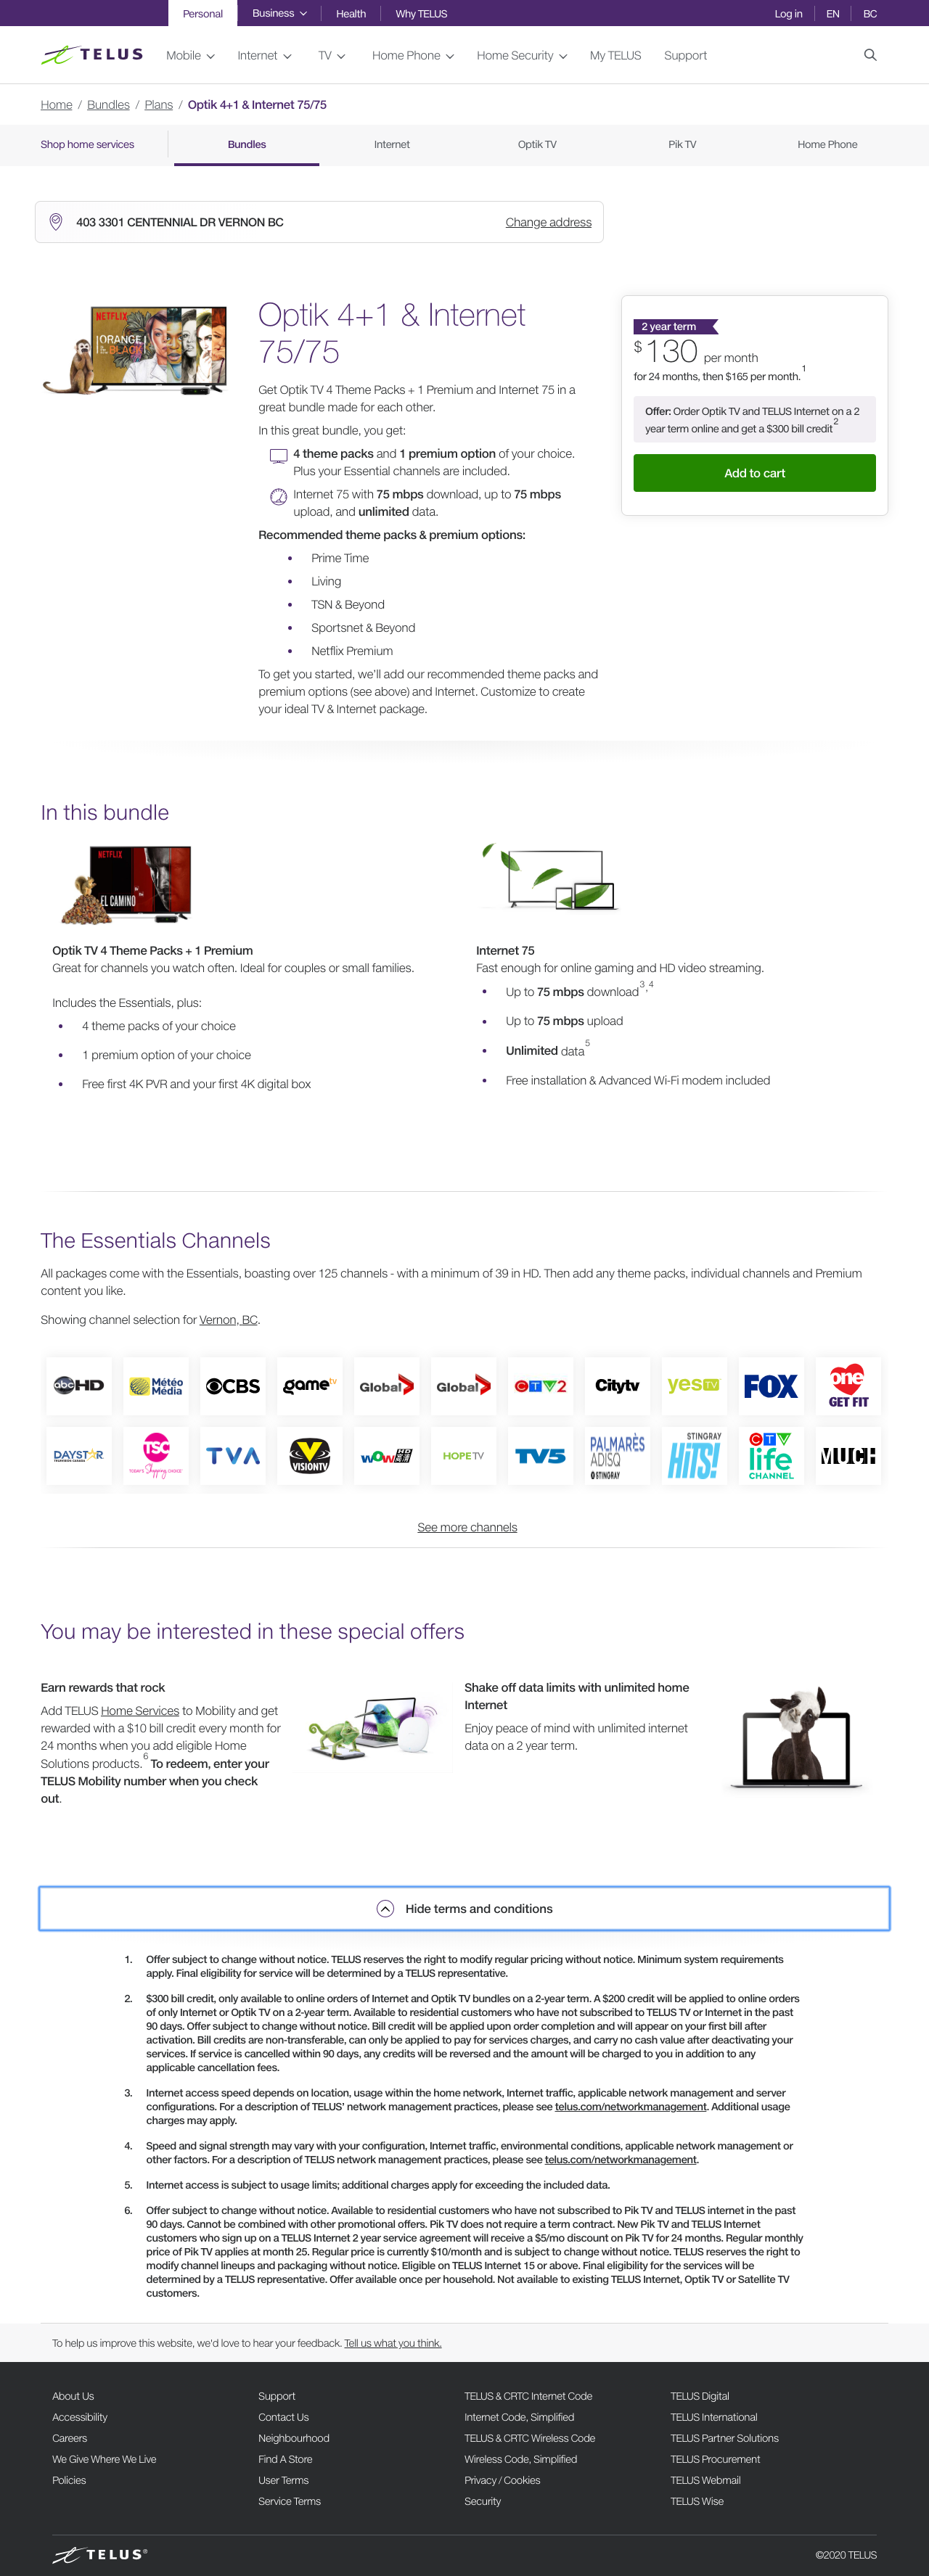 Personal Business Health Why TELUS Log in EN BC
TELUS Mobile Internet TV Home Phone Home Security My TELUS Support
Home / Bundles / Plans / Optik 4+1 & Internet 75/75
Shop home services Bundles Internet Optik TV Pik TV Home Phone
403 3301 CENTENNIAL DR VERNON BC Change address
NETFLIX
ORANGE
IS THE
BLACK
Optik 4+1 & Internet
75/75
Get Optik TV 4 Theme Packs + 1 Premium and Internet 75 in a
great bundle made for each other.
In this great bundle, you get:
4 theme packs and 1 premium option of your choice.
Plus your Essential channels are included.
Internet 75 with 75 mbps download, up to 75 mbps
upload, and unlimited data.
Recommended theme packs & premium options:
• Prime Time
• Living
• TSN & Beyond
• Sportsnet & Beyond
• Netflix Premium
To get you started, we'll add our recommended theme packs and
premium options (see above) and Internet. Customize to create
your ideal TV & Internet package.
2 year term
$130 per month
for 24 months, then $165 per month.1
Offer: Order Optik TV and TELUS Internet on a 2
year term online and get a $300 bill credit2
Add to cart
In this bundle
NETFLIX
EL CAMINO
Optik TV 4 Theme Packs + 1 Premium
Great for channels you watch often. Ideal for couples or small families.
Includes the Essentials, plus:
• 4 theme packs of your choice
• 1 premium option of your choice
• Free first 4K PVR and your first 4K digital box
Internet 75
Fast enough for online gaming and HD video streaming.
• Up to 75 mbps download3,4
• Up to 75 mbps upload
• Unlimited data5
• Free installation & Advanced Wi-Fi modem included
The Essentials Channels
All packages come with the Essentials, boasting over 125 channels - with a minimum of 39 in HD. Then add any theme packs, individual channels and Premium
content you like.
Showing channel selection for Vernon, BC.
abc HD Météo Média CBS gametv Global Global CTV2 Citytv yes TV FOX one GET FIT
DAYSTAR TSC TODAY'S Shopping CHOICE TVA VISIONTV WOW HOPETV TV5 PALMARÈS ADISQ STINGRAY STINGRAY HITS! CTV life CHANNEL MUCH
See more channels
You may be interested in these special offers
Earn rewards that rock
Add TELUS Home Services to Mobility and get
rewarded with a $10 bill credit every month for
24 months when you add eligible Home
Solutions products.6 To redeem, enter your
TELUS Mobility number when you check
out.
Shake off data limits with unlimited home
Internet
Enjoy peace of mind with unlimited internet
data on a 2 year term.
Hide terms and conditions
1. Offer subject to change without notice. TELUS reserves the right to modify regular pricing without notice. Minimum system requirements
apply. Final eligibility for service will be determined by a TELUS representative.
2. $300 bill credit, only available to online orders of Internet and Optik TV bundles on a 2-year term. A $200 credit will be applied to online orders
of only Internet or Optik TV on a 2-year term. Available to residential customers who have not subscribed to TELUS TV or Internet in the past
90 days. Offer subject to change without notice. Bill credit will be applied upon order completion and will appear on your first bill after
activation. Bill credits are non-transferable, can only be applied to pay for services charges, and carry no cash value after deactivating your
services. If service is cancelled within 90 days, any credits will be reversed and the amount will be charged to you in addition to any
applicable cancellation fees.
3. Internet access speed depends on location, usage within the home network, Internet traffic, applicable network management and server
configurations. For a description of TELUS' network management practices, please see telus.com/networkmanagement. Additional usage
charges may apply.
4. Speed and signal strength may vary with your configuration, Internet traffic, environmental conditions, applicable network management or
other factors. For a description of TELUS network management practices, please see telus.com/networkmanagement.
5. Internet access is subject to usage limits; additional charges apply for exceeding the included data.
6. Offer subject to change without notice. Available to residential customers who have not subscribed to Pik TV and TELUS internet in the past
90 days. Cannot be combined with other promotional offers. Pik TV does not require a term contract. New Pik TV and TELUS Internet
customers who sign up on a TELUS Internet 2 year service agreement will receive a $5/mo discount on Pik TV for 24 months. Regular monthly
price of Pik TV applies at month 25. Regular price is currently $10/month and is subject to change without notice. TELUS reserves the right to
modify channel lineups and packaging without notice. Eligible on TELUS Internet 15 or above. Final eligibility for the services will be
determined by a TELUS representative. Offer available once per household. Not available to existing TELUS Internet, Optik TV or Satellite TV
customers.
To help us improve this website, we'd love to hear your feedback. Tell us what you think.
About Us Support TELUS & CRTC Internet Code TELUS Digital
Accessibility Contact Us Internet Code, Simplified TELUS International
Careers Neighbourhood TELUS & CRTC Wireless Code TELUS Partner Solutions
We Give Where We Live Find A Store Wireless Code, Simplified TELUS Procurement
Policies User Terms Privacy / Cookies TELUS Webmail
Service Terms Security TELUS Wise
TELUS® ©2020 TELUS